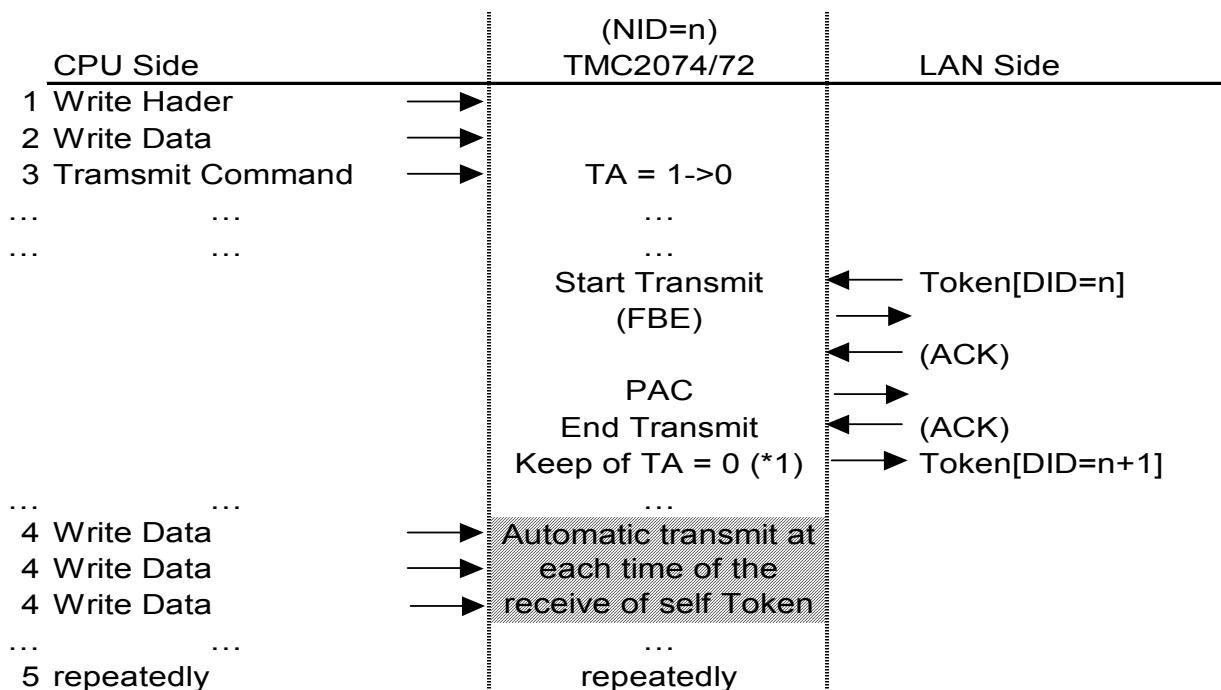 (NID=n)
CPU Side TMC2074/72 LAN Side
1 Write Hader
2 Write Data
3 Tramsmit Command TA = 1->0
... ... ...
... ... ...
Start Transmit Token[DID=n]
(FBE)
(ACK)
PAC
End Transmit (ACK)
Keep of TA = 0 (*1) Token[DID=n+1]
... ... ...
4 Write Data Automatic transmit at
4 Write Data each time of the
4 Write Data receive of self Token
... ... ...
5 repeatedly repeatedly